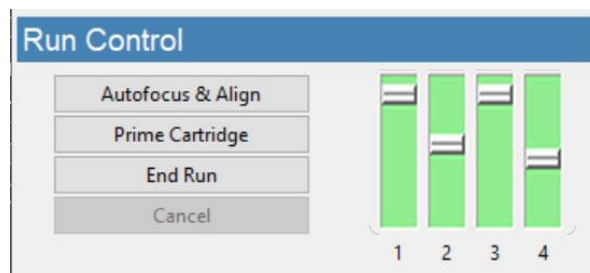 Run Control
Autofocus & Align
Prime Cartridge
End Run
Cancel
1 2 3 4